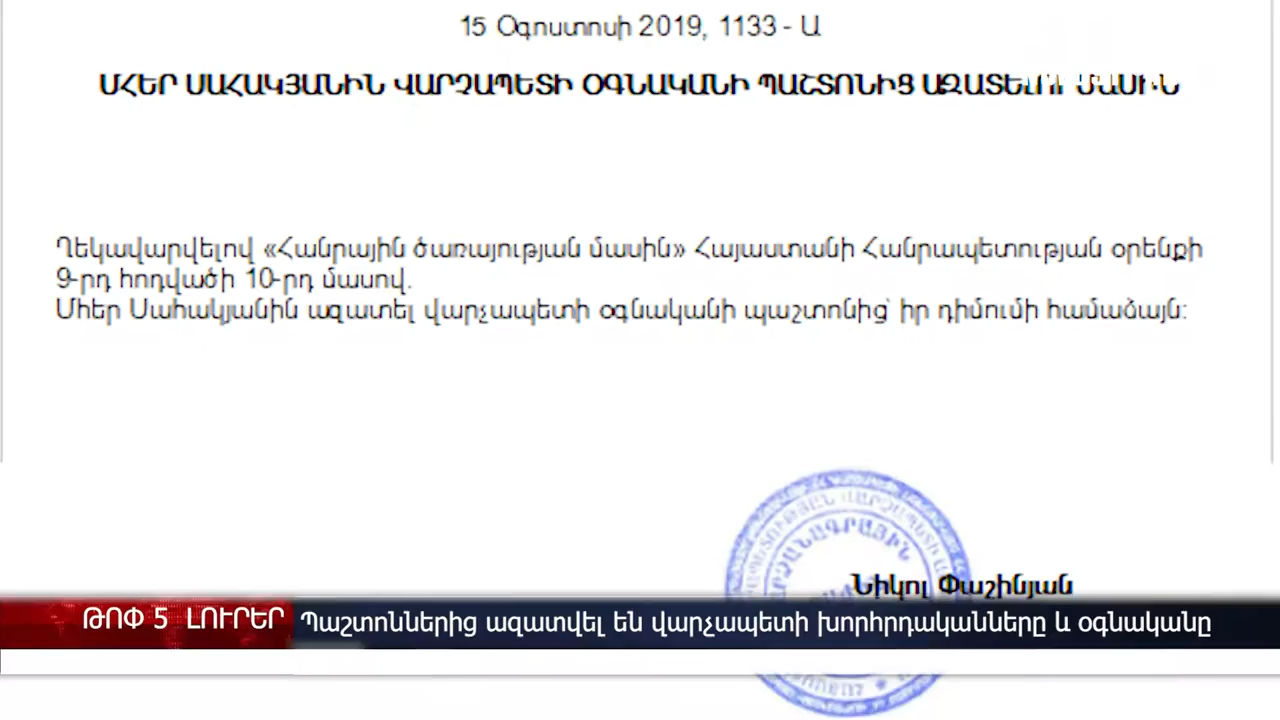 15 Օգոստոսի 2019, 1133 - Ա
ՄՀԵՐ ՍԱՀԱԿՅԱՆԻՆ ՎԱՐՉԱՊԵՏԻ ՕԳՆԱԿԱՆԻ ՊԱՇՏՈՆԻՑ ԱԶԱՏԵԼՈՒ ՄԱՍԻՆ
Ղեկավարվելով «Հանրային ծառայության մասին» Հայաստանի Հանրապետության օրենքի
9-րդ հոդվածի 10-րդ մասով.
Մհեր Սահակյանին ազատել վարչապետի օգնականի պաշտոնից՝ իր դիմումի համաձայն:
ՎԱՐՉԱՊԵՏԻ
Նիկոլ Փաշինյան
ԹՈՓ 5 ԼՈՒՐԵՐ Պաշտոններից ազատվել են վարչապետի խորհրդականները և օգնականը